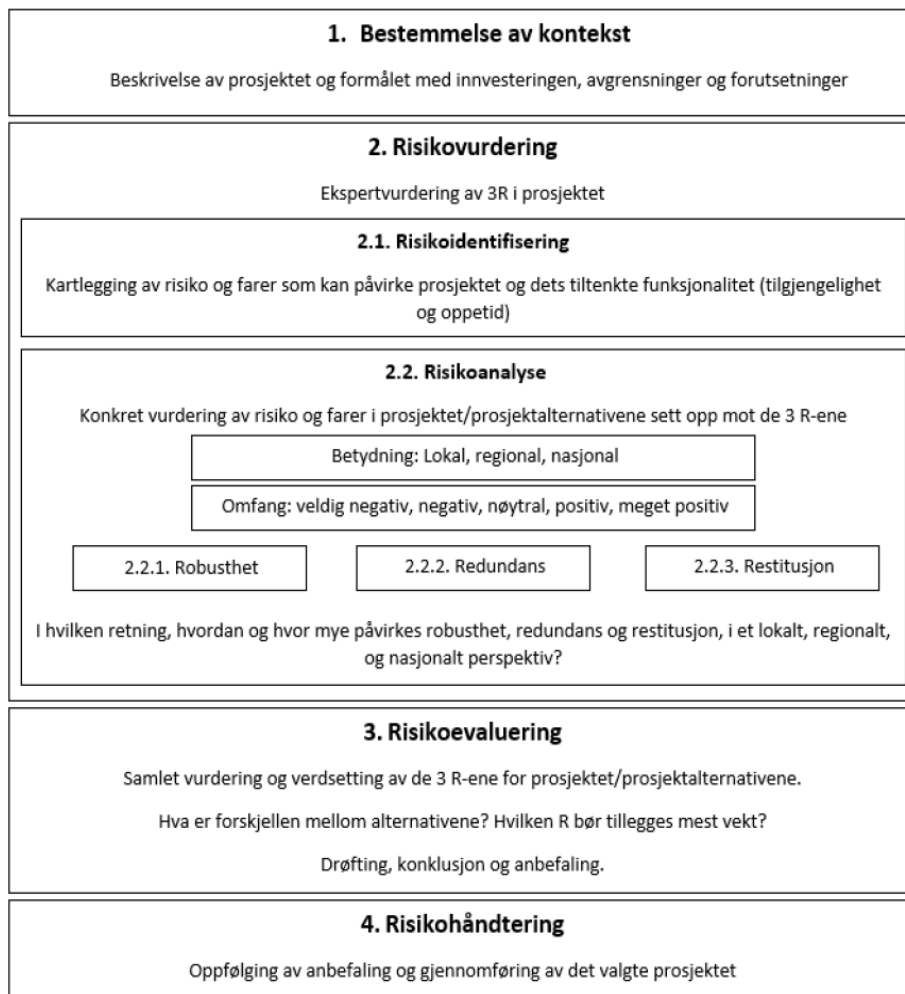 1. Bestemmelse av kontekst
Beskrivelse av prosjektet og formålet med innvesteringen, avgrensninger og forutsetninger
2. Risikovurdering
Ekspertvurdering av 3R i prosjektet
2.1. Risikoidentifisering
Kartlegging av risiko og farer som kan påvirke prosjektet og dets tiltenkte funksjonalitet (tilgjengelighet
og oppetid)
2.2. Risikoanalyse
Konkret vurdering av risiko og farer i prosjektet/prosjektalternativene sett opp mot de 3 R-ene
Betydning: Lokal, regional, nasjonal
Omfang: veldig negativ, negativ, nøytral, positiv, meget positiv
2.2.1. Robusthet
2.2.2. Redundans
2.2.3. Restitusjon
I hvilken retning, hvordan og hvor mye påvirkes robusthet, redundans og restitusjon, i et lokalt, regionalt,
og nasjonalt perspektiv?
3. Risikoevaluering
Samlet vurdering og verdsetting av de 3 R-ene for prosjektet/prosjektalternativene.
Hva er forskjellen mellom alternativene? Hvilken R bør tillegges mest vekt?
Drøfting, konklusjon og anbefaling.
4. Risikohåndtering
Oppfølging av anbefaling og gjennomføring av det valgte prosjektet